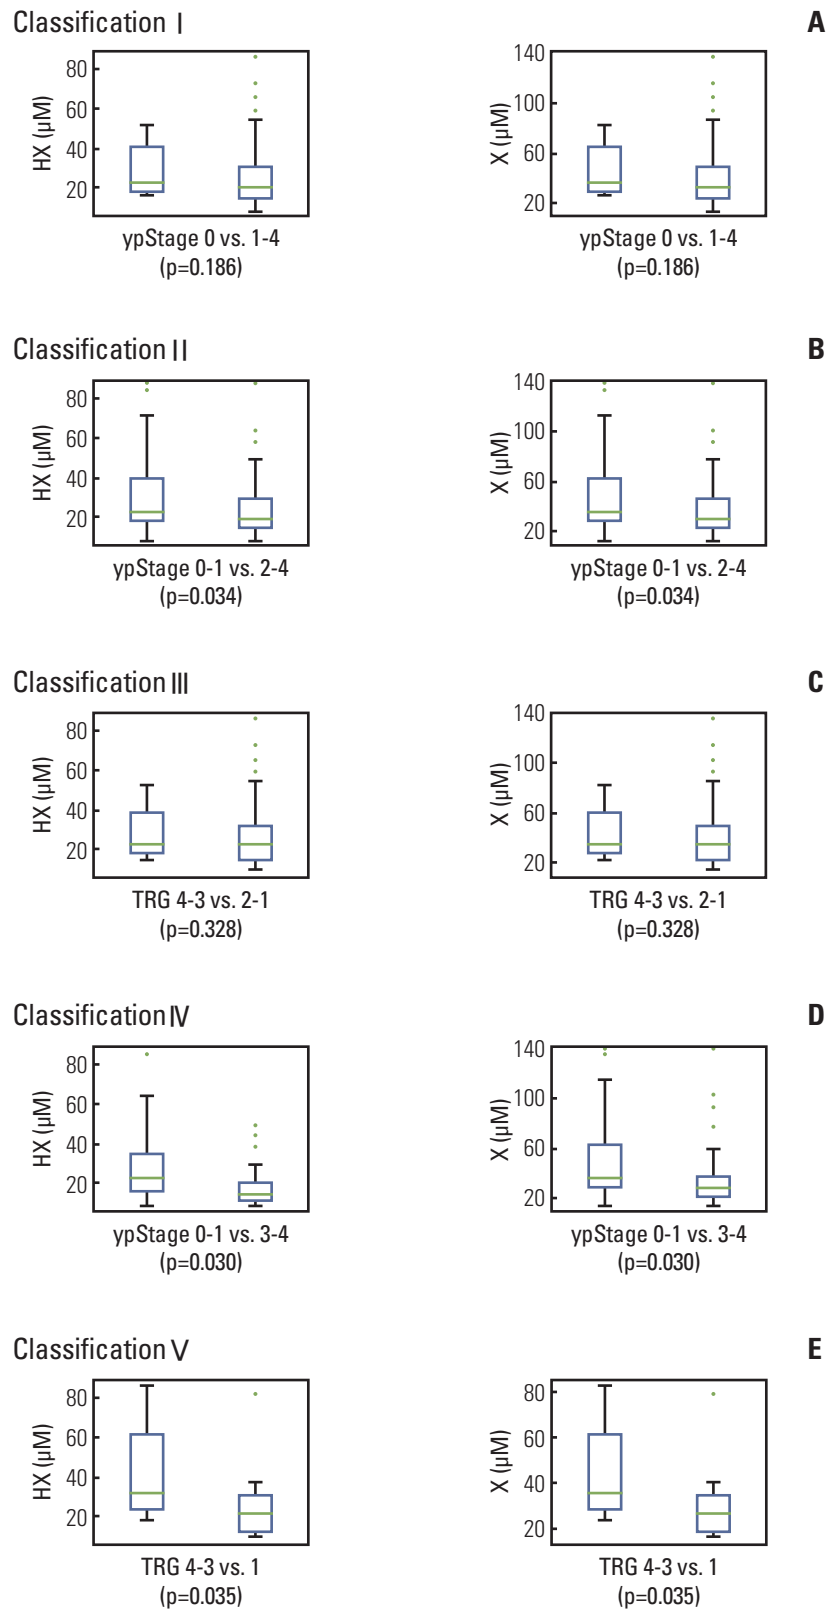 Classification Ⅰ
A
80
60
40
20
HX (µM)
ypStage 0 vs. 1-4
(p=0.186)
140
100
60
20
X (µM)
ypStage 0 vs. 1-4
(p=0.186)
Classification Ⅱ
B
80
60
40
20
HX (µM)
ypStage 0-1 vs. 2-4
(p=0.034)
140
100
60
20
X (µM)
ypStage 0-1 vs. 2-4
(p=0.034)
Classification Ⅲ
C
80
60
40
20
HX (µM)
TRG 4-3 vs. 2-1
(p=0.328)
140
100
60
20
X (µM)
TRG 4-3 vs. 2-1
(p=0.328)
Classification Ⅳ
D
80
60
40
20
HX (µM)
ypStage 0-1 vs. 3-4
(p=0.030)
140
100
60
20
X (µM)
ypStage 0-1 vs. 3-4
(p=0.030)
Classification Ⅴ
E
80
60
40
20
HX (µM)
TRG 4-3 vs. 1
(p=0.035)
80
60
40
20
X (µM)
TRG 4-3 vs. 1
(p=0.035)